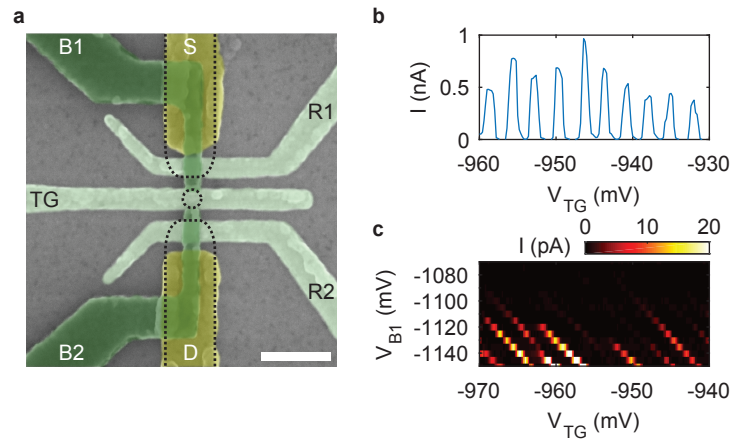 a
B1
S
R1
TG
R2
B2
D
b
1
0.5
0
I (nA)
-960 -950 -940 -930
V_TG (mV)
c
I (pA)
0 10 20
-1080
-1100
-1120
-1140
V_B1 (mV)
-970 -960 -950 -940
V_TG (mV)